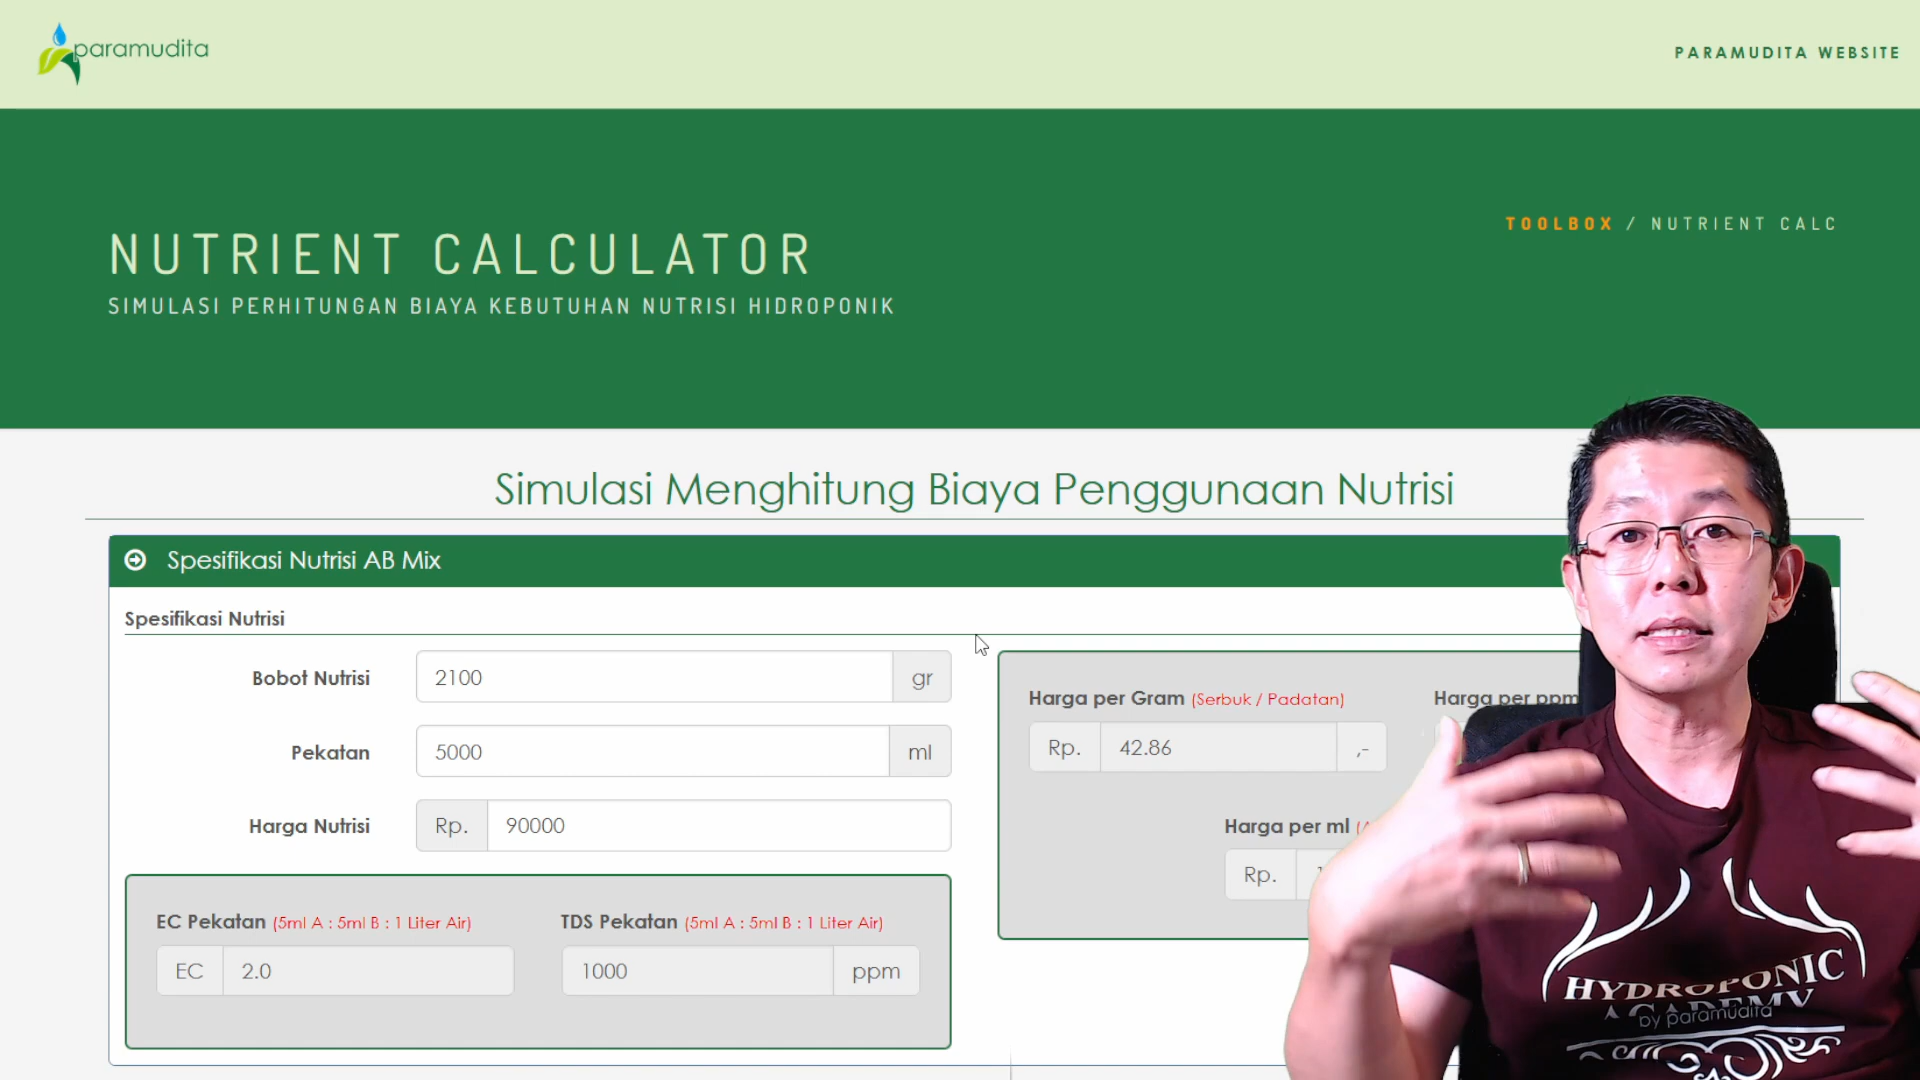 paramudita
PARAMUDITA WEBSITE
TOOLBOX / NUTRIENT CALC
NUTRIENT CALCULATOR
SIMULASI PERHITUNGAN BIAYA KEBUTUHAN NUTRISI HIDROPONIK
Simulasi Menghitung Biaya Penggunaan Nutrisi
Spesifikasi Nutrisi AB Mix
Spesifikasi Nutrisi
Bobot Nutrisi 2100 gr
Pekatan 5000 ml
Harga Nutrisi Rp. 90000
EC Pekatan (5ml A : 5ml B : 1 Liter Air)
EC 2.0
TDS Pekatan (5ml A : 5ml B : 1 Liter Air)
1000 ppm
Harga per Gram (Serbuk / Padatan)
Rp. 42.86 ,-
Harga per ppm
Harga per ml
Rp.
HYDROPONIC
ACADEMY
by paramudita